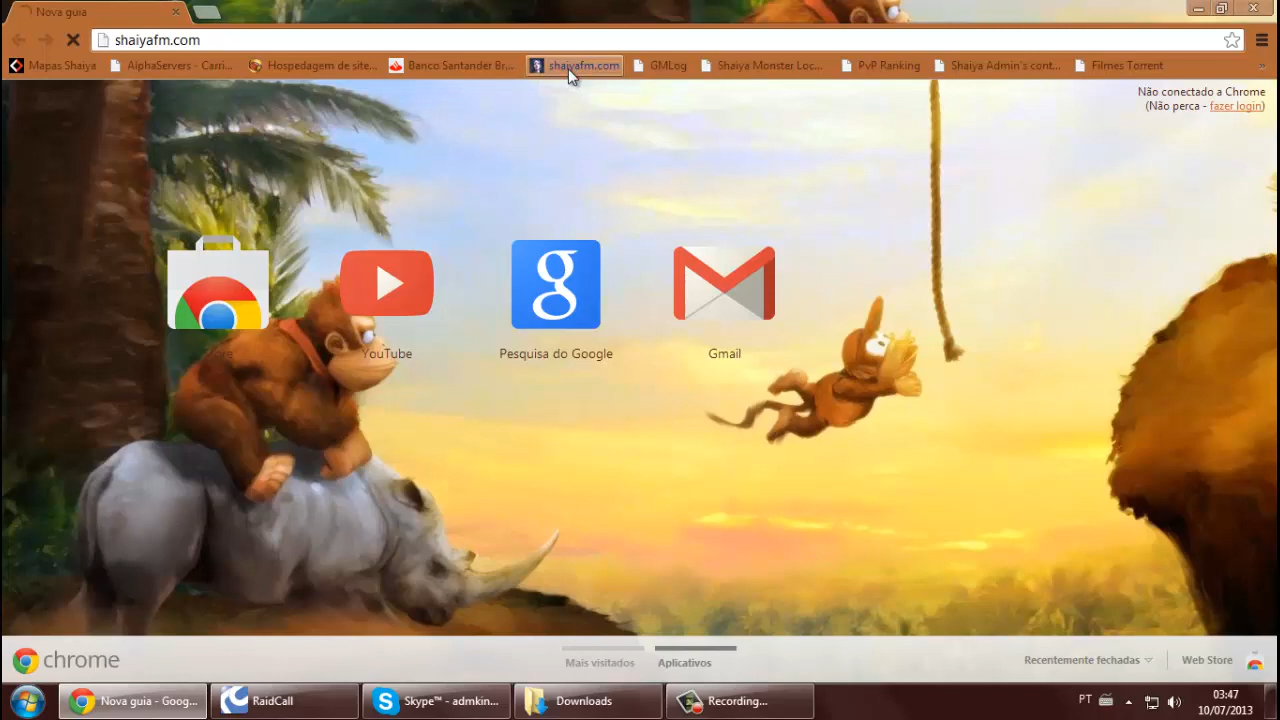 Nova guia
shaiyafm.com
Mapas Shaiya
AlphaServers - Carri...
Hospedagem de site...
Banco Santander Br...
shaiyafm.com
GMLog
Shaiya Monster Loc...
PvP Ranking
Shaiya Admin's cont...
Filmes Torrent
»
Não conectado a Chrome
(Não perca - fazer login)
Store
YouTube
Pesquisa do Google
Gmail
chrome
Mais visitados
Aplicativos
Recentemente fechadas
Web Store
Nova guia - Goog...
RaidCall
Skype™ - admkin...
Downloads
Recording...
PT
03:47
10/07/2013